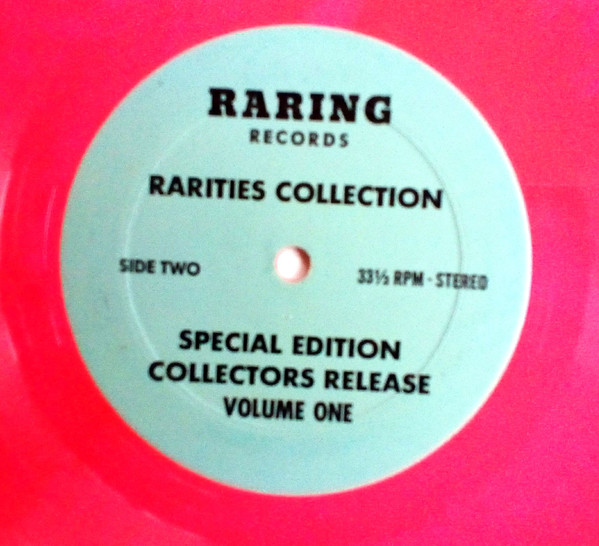 RARING
RECORDS
RARITIES COLLECTION
SIDE TWO
33⅓ RPM · STEREO
SPECIAL EDITION
COLLECTORS RELEASE
VOLUME ONE